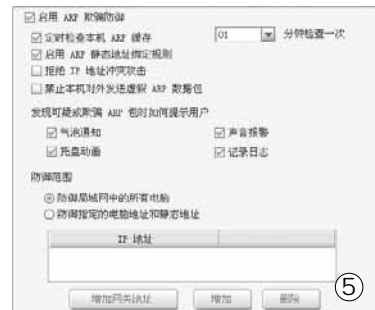 启用 ARP 欺骗防御
定时检查本机 ARP 缓存 01 分钟检查一次
启用 ARP 静态地址绑定规则
拒绝 IP 地址冲突攻击
禁止本机对外发送虚假 ARP 数据包
发现可疑或欺骗 ARP 包时如何提示用户
气泡通知 声音报警
托盘动画 记录日志
防御范围
防御局域网中的所有电脑
防御指定的电脑地址和静态地址
IP 地址
增加网关地址 增加 删除
⑤